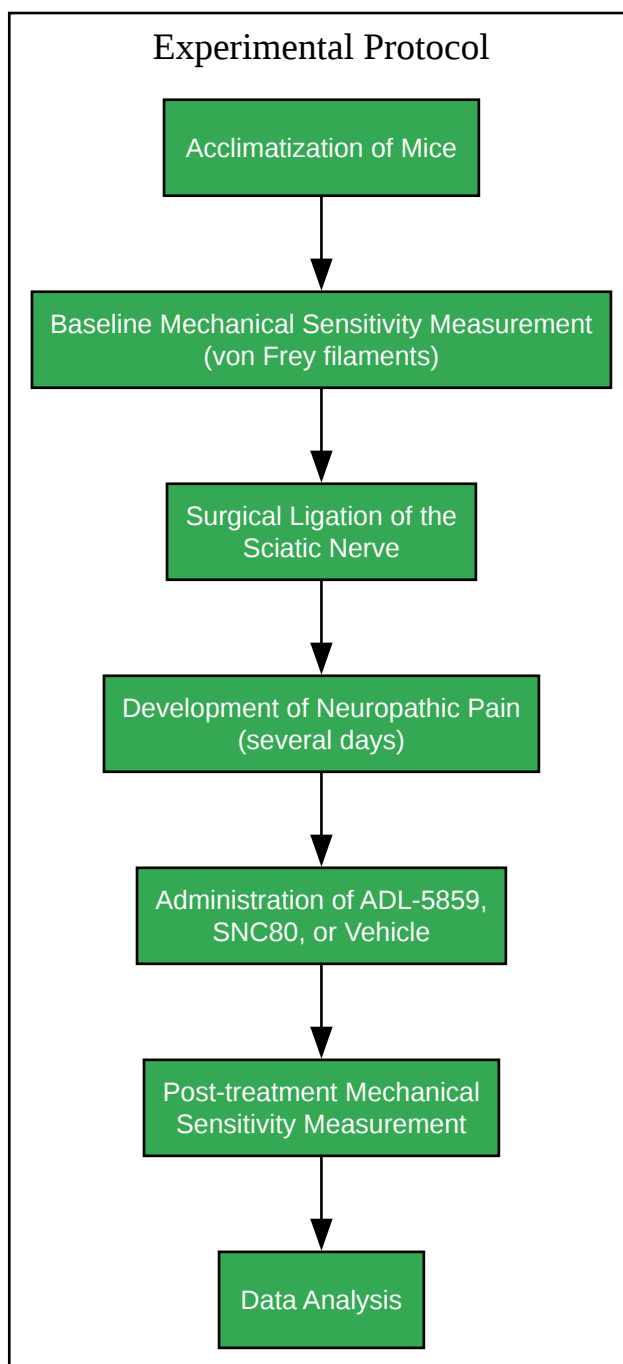 Experimental Protocol
Acclimatization of Mice
Baseline Mechanical Sensitivity Measurement
(von Frey filaments)
Surgical Ligation of the
Sciatic Nerve
Development of Neuropathic Pain
(several days)
Administration of ADL-5859,
SNC80, or Vehicle
Post-treatment Mechanical
Sensitivity Measurement
Data Analysis